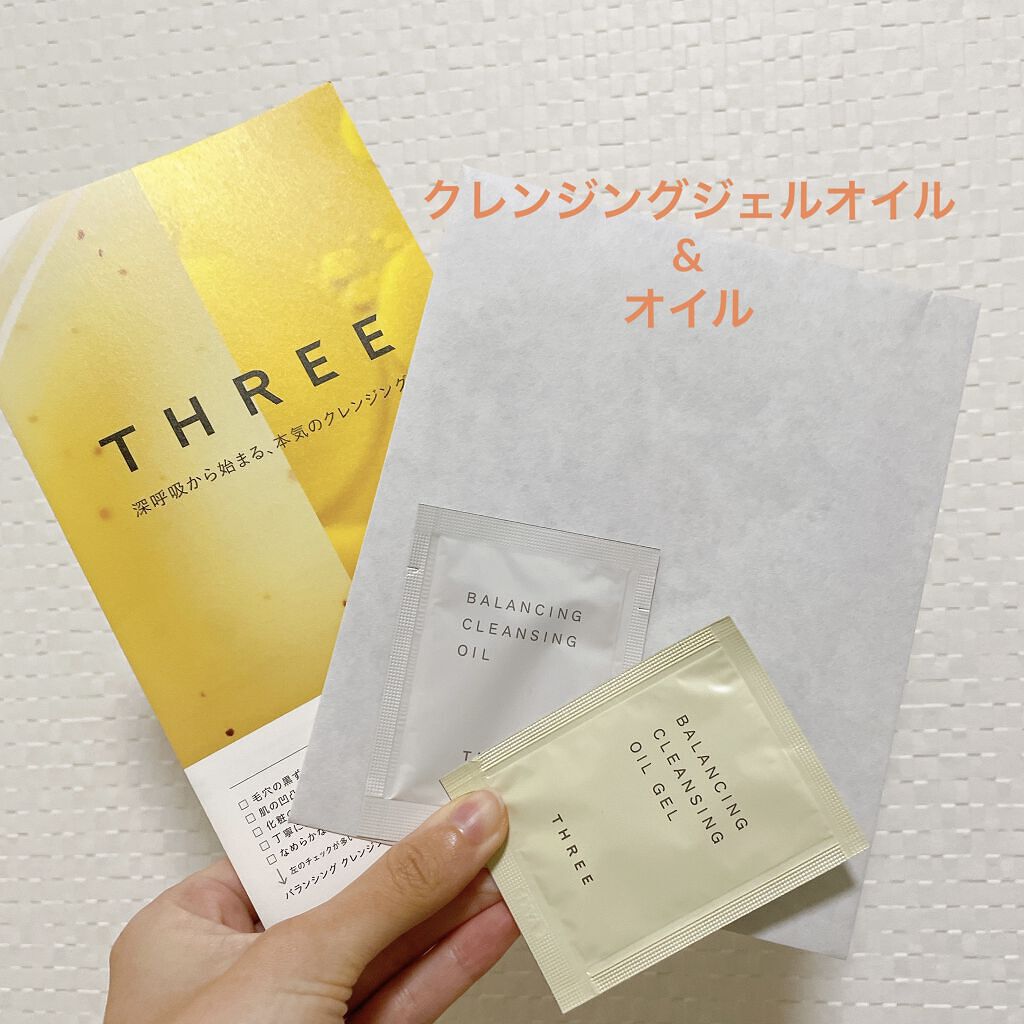 クレンジングジェルオイル
&
オイル
THREE
深呼吸から始まる、本気のクレンジング
BALANCING
CLEANSING
OIL
BALANCING
CLEANSING
OIL GEL
THREE
□ 毛穴の黒ず
□ 肌の凹凸
□ 化粧の
□ 丁寧に
□ なめらかな
↓ 左のチェックが多い
バランシング クレンジ